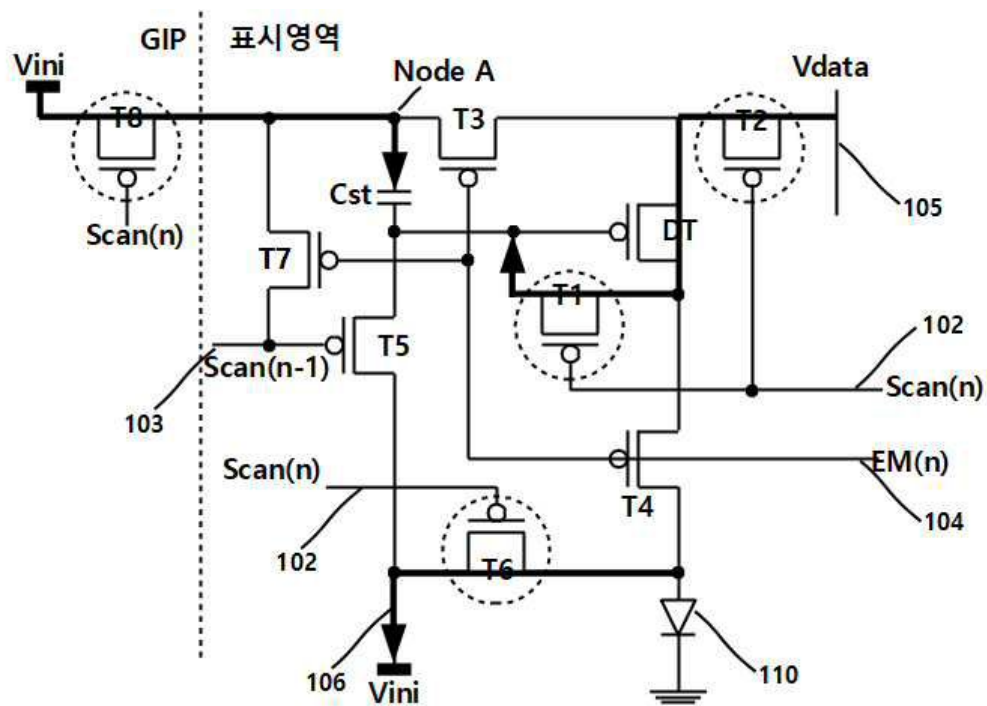 GIP
표시영역
Vini
Node A
Vdata
T8
T3
T2
Cst
105
Scan(n)
DT
T7
T1
102
T5
Scan(n-1)
Scan(n)
103
Scan(n)
EM(n)
T4
104
102
T6
106
Vini
110